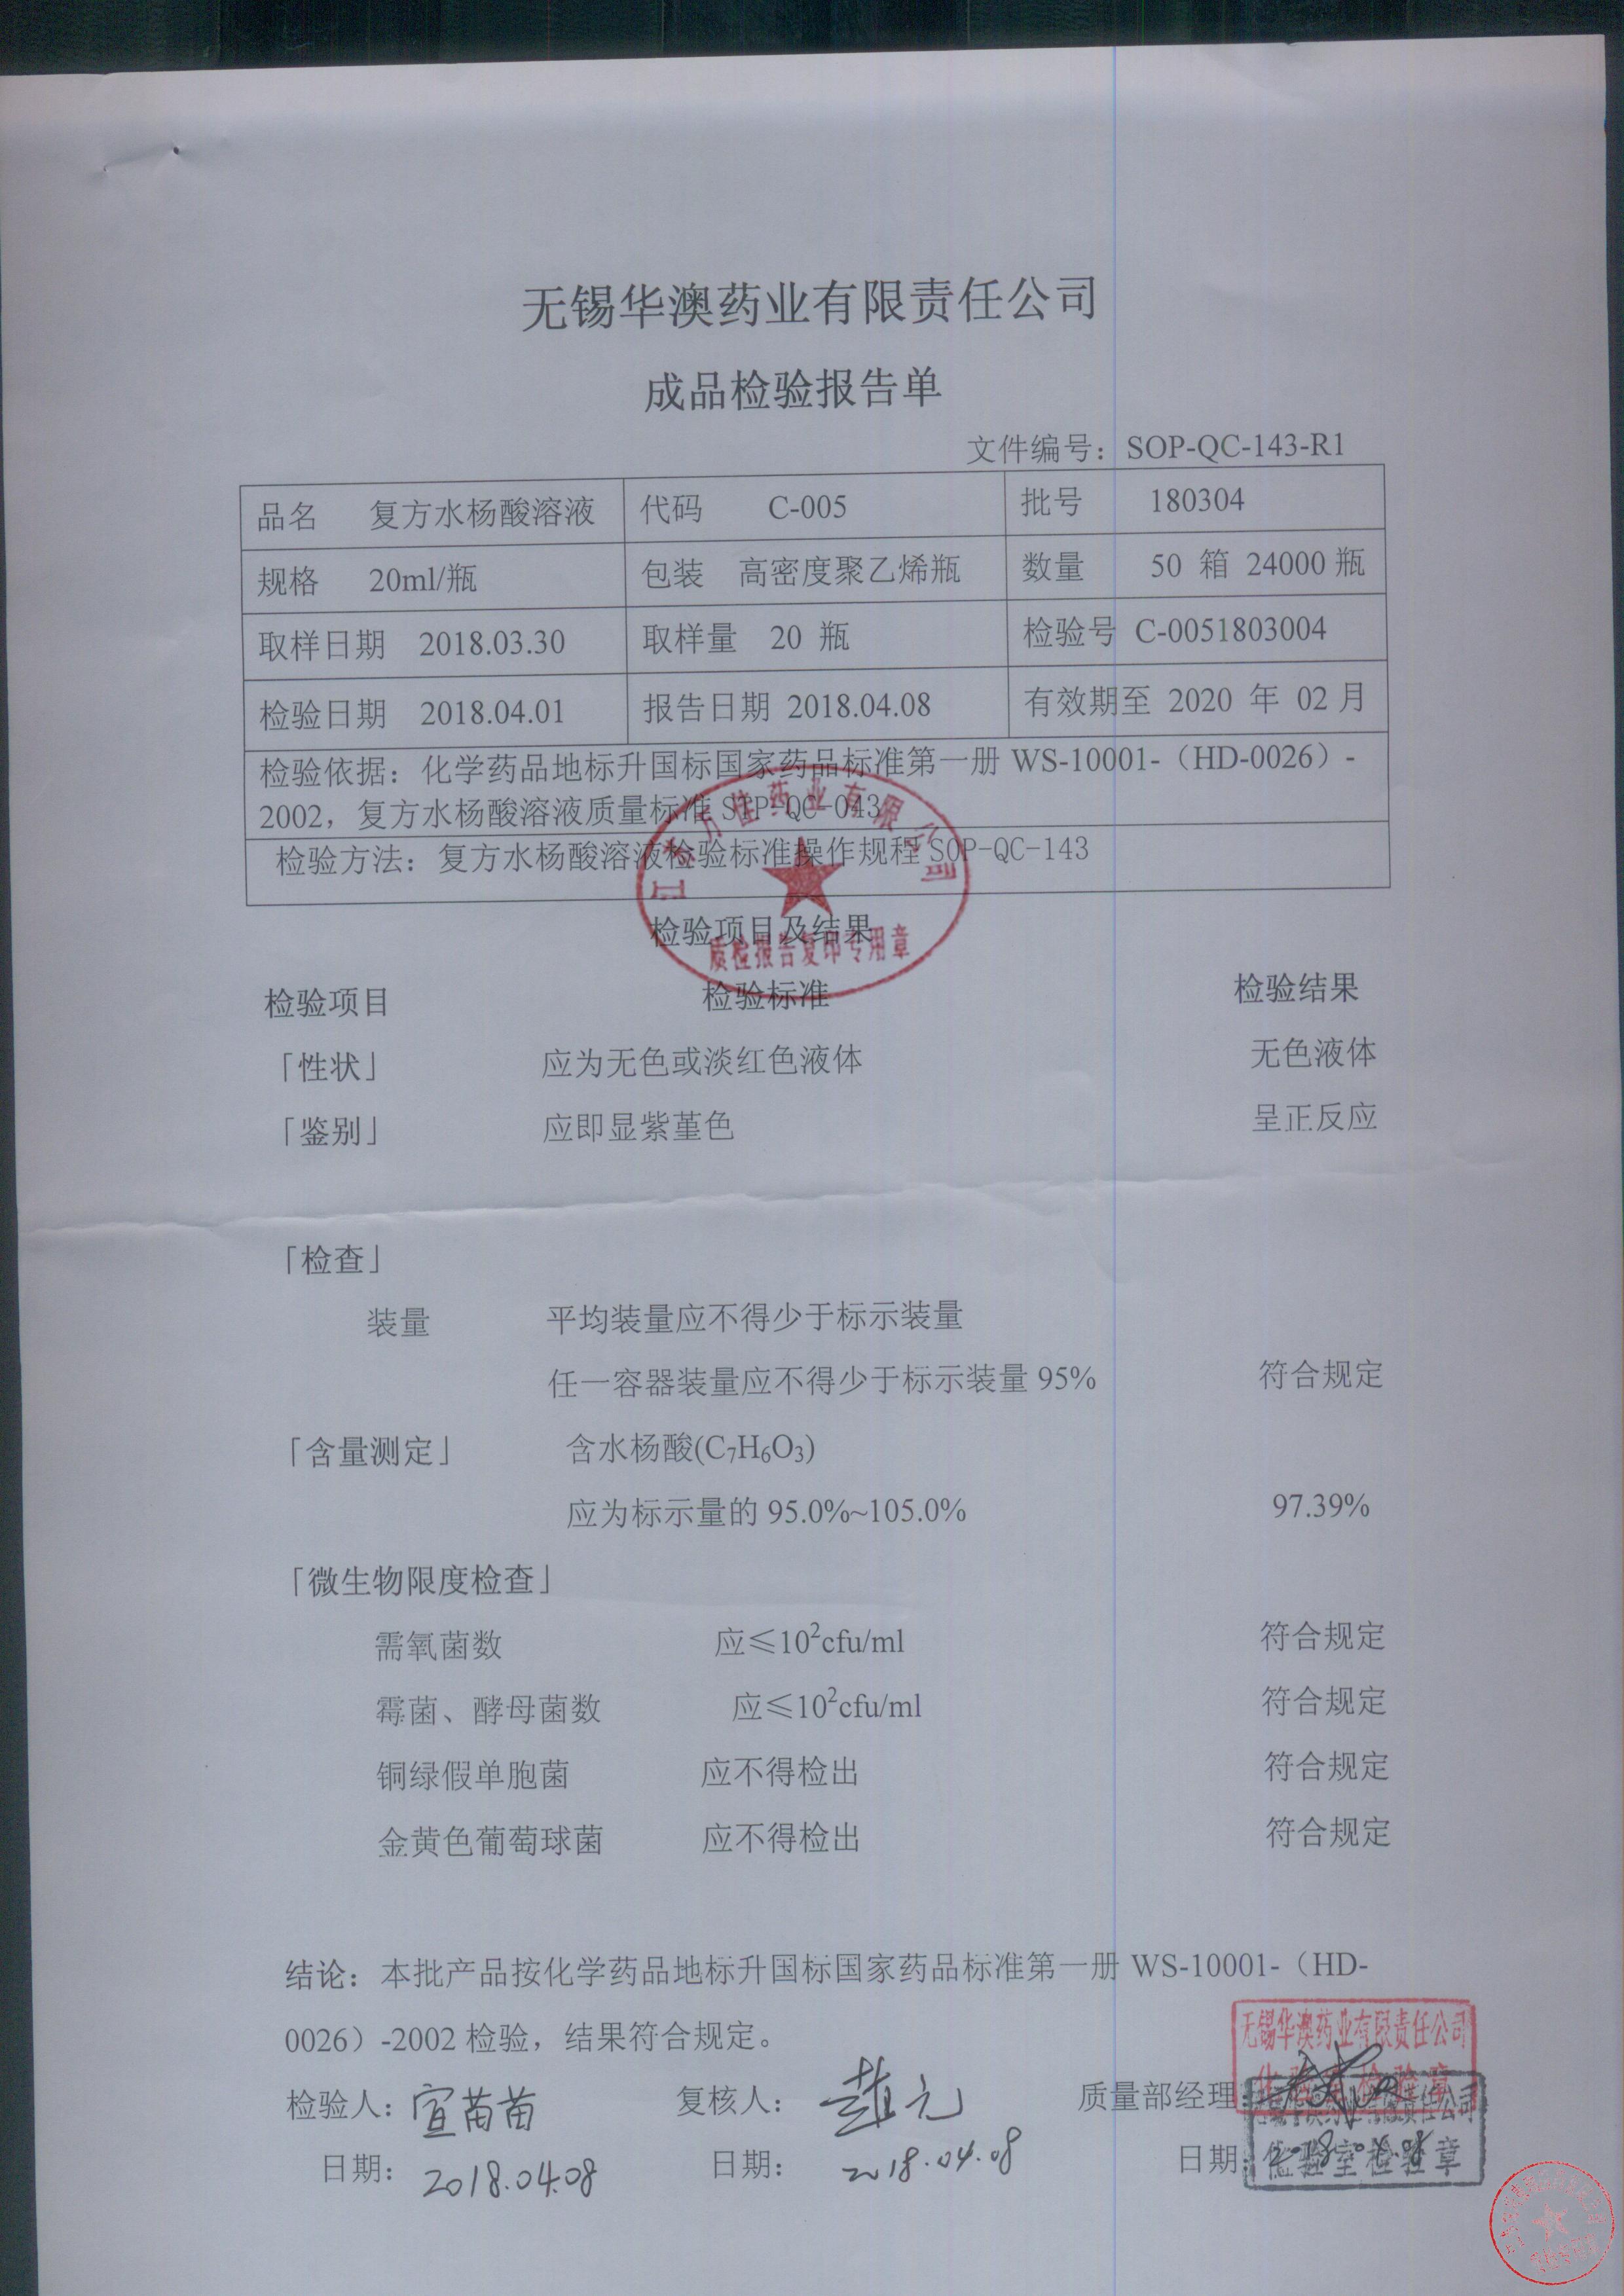 无锡华澳药业有限责任公司
成品检验报告单
文件编号：SOP-QC-143-R1
品名 复方水杨酸溶液 代码 C-005 批号 180304
规格 20ml/瓶 包装 高密度聚乙烯瓶 数量 50 箱 24000 瓶
取样日期 2018.03.30 取样量 20 瓶 检验号 C-0051803004
检验日期 2018.04.01 报告日期 2018.04.08 有效期至 2020 年 02 月
检验依据：化学药品地标升国标国家药品标准第一册 WS-10001-（HD-0026）-
2002，复方水杨酸溶液质量标准 STP-QC-043
检验方法：复方水杨酸溶液检验标准操作规程 SOP-QC-143
药业有限公司
质检报告复印专用章
检验项目及结果
检验项目 检验标准 检验结果
「性状」 应为无色或淡红色液体 无色液体
「鉴别」 应即显紫堇色 呈正反应
「检查」
装量 平均装量应不得少于标示装量
任一容器装量应不得少于标示装量 95% 符合规定
「含量测定」 含水杨酸(C₇H₆O₃)
应为标示量的 95.0%~105.0% 97.39%
「微生物限度检查」
需氧菌数 应≤10²cfu/ml 符合规定
霉菌、酵母菌数 应≤10²cfu/ml 符合规定
铜绿假单胞菌 应不得检出 符合规定
金黄色葡萄球菌 应不得检出 符合规定
结论：本批产品按化学药品地标升国标国家药品标准第一册 WS-10001-（HD-
0026）-2002 检验，结果符合规定。
无锡华澳药业有限责任公司
检验人：宣苗苗 复核人：赵元 质量部经理：
日期：2018.04.08 日期：2018.04.08 日期：2018.04.08
化验室检验章